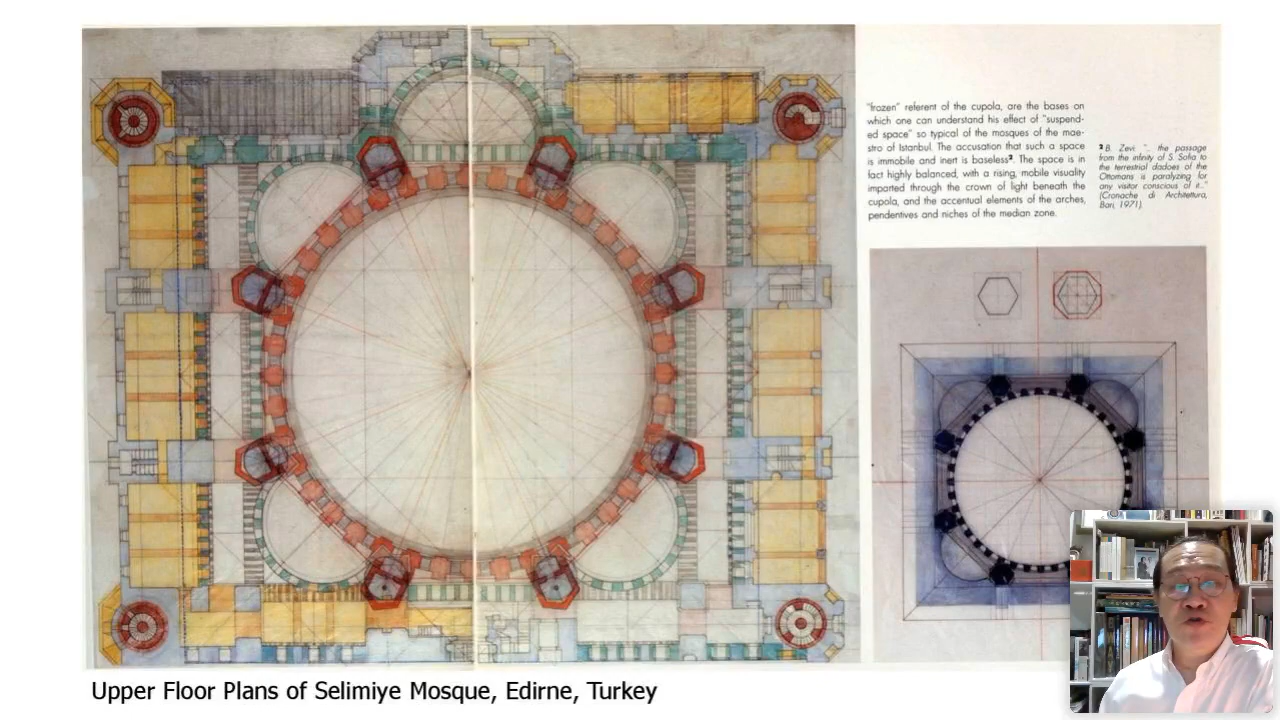 "frozen" referent of the cupola, are the bases on
which one can understand his effect of "suspend-
ed space" so typical of the mosques of the mae-
stro of Istanbul. The accusation that such a space
is immobile and inert is baseless². The space is in
fact highly balanced, with a rising, mobile visuality
imparted through the crown of light beneath the
cupola, and the accentual elements of the arches,
pendentives and niches of the median zone.
² B. Zevi: "... the passage
from the infinity of S. Sofia to
the terrestrial dadoes of the
Ottomans is paralyzing for
any visitor conscious of it..."
(Cronache di Architettura,
Bari, 1971).
Upper Floor Plans of Selimiye Mosque, Edirne, Turkey